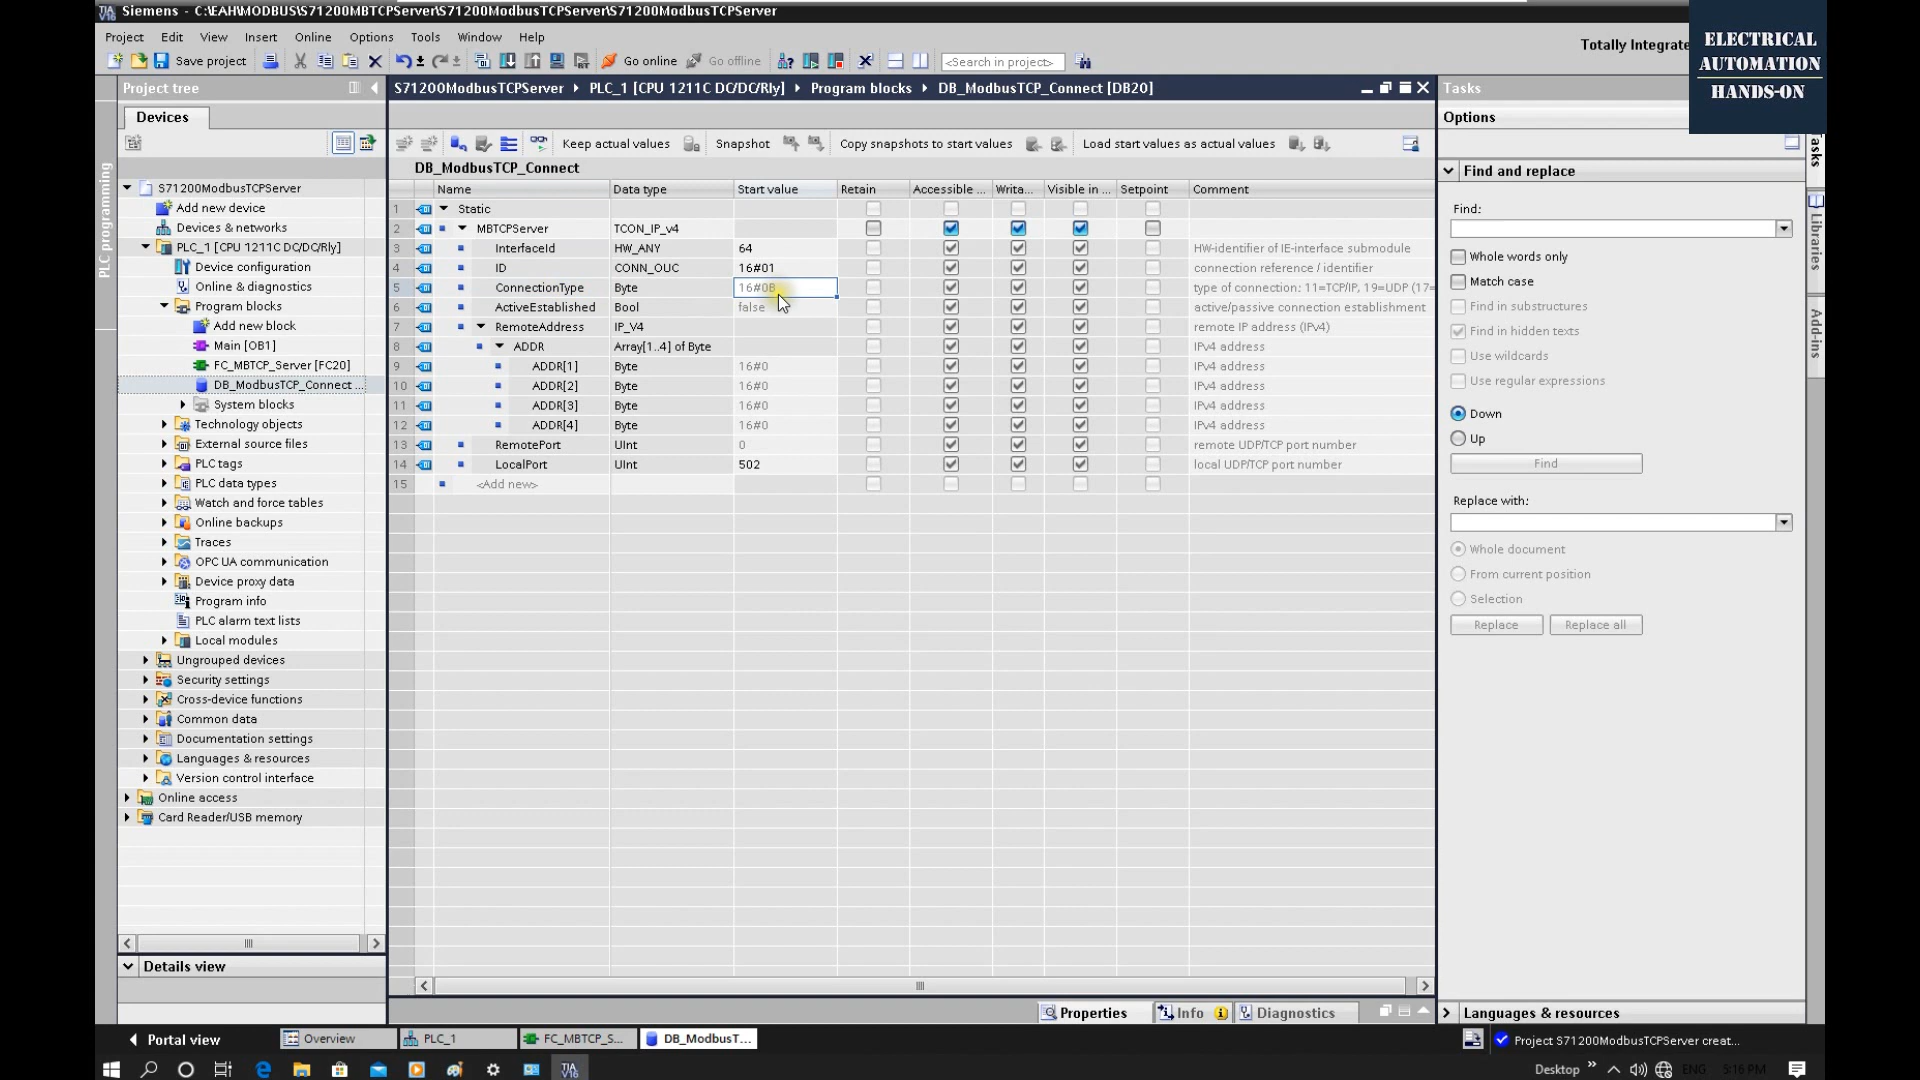 Siemens - C:\EAH\MODBUS\S71200MBTCPServer\S71200ModbusTCPServer\S71200ModbusTCPServer
Project Edit View Insert Online Options Tools Window Help
Totally Integrate
ELECTRICAL
AUTOMATION
HANDS-ON
Save project Go online Go offline <Search in project>
Project tree
S71200ModbusTCPServer PLC_1 [CPU 1211C DC/DC/Rly] Program blocks DB_ModbusTCP_Connect [DB20]
Tasks
Devices
Options
Keep actual values Snapshot Copy snapshots to start values Load start values as actual values
DB_ModbusTCP_Connect
Name Data type Start value Retain Accessible ... Writa... Visible in ... Setpoint Comment
1 Static
2 MBTCPServer TCON_IP_v4
3 InterfaceId HW_ANY 64 HW-identifier of IE-interface submodule
4 ID CONN_OUC 16#01 connection reference / identifier
5 ConnectionType Byte 16#0B type of connection: 11=TCP/IP, 19=UDP (17=
6 ActiveEstablished Bool false active/passive connection establishment
7 RemoteAddress IP_V4 remote IP address (IPv4)
8 ADDR Array[1..4] of Byte IPv4 address
9 ADDR[1] Byte 16#0 IPv4 address
10 ADDR[2] Byte 16#0 IPv4 address
11 ADDR[3] Byte 16#0 IPv4 address
12 ADDR[4] Byte 16#0 IPv4 address
13 RemotePort UInt 0 remote UDP/TCP port number
14 LocalPort UInt 502 local UDP/TCP port number
15 <Add new>
PLC programming
S71200ModbusTCPServer
Add new device
Devices & networks
PLC_1 [CPU 1211C DC/DC/Rly]
Device configuration
Online & diagnostics
Program blocks
Add new block
Main [OB1]
FC_MBTCP_Server [FC20]
DB_ModbusTCP_Connect ...
System blocks
Technology objects
External source files
PLC tags
PLC data types
Watch and force tables
Online backups
Traces
OPC UA communication
Device proxy data
Program info
PLC alarm text lists
Local modules
Ungrouped devices
Security settings
Cross-device functions
Common data
Documentation settings
Languages & resources
Version control interface
Online access
Card Reader/USB memory
Details view
Find and replace
Find:
Whole words only
Match case
Find in substructures
Find in hidden texts
Use wildcards
Use regular expressions
Down
Up
Find
Replace with:
Whole document
From current position
Selection
Replace Replace all
Languages & resources
Tasks
Libraries
Add-ins
Properties Info Diagnostics
Portal view Overview PLC_1 FC_MBTCP_S... DB_ModbusT...
Project S71200ModbusTCPServer creat...
Desktop ENG 5:16 PM